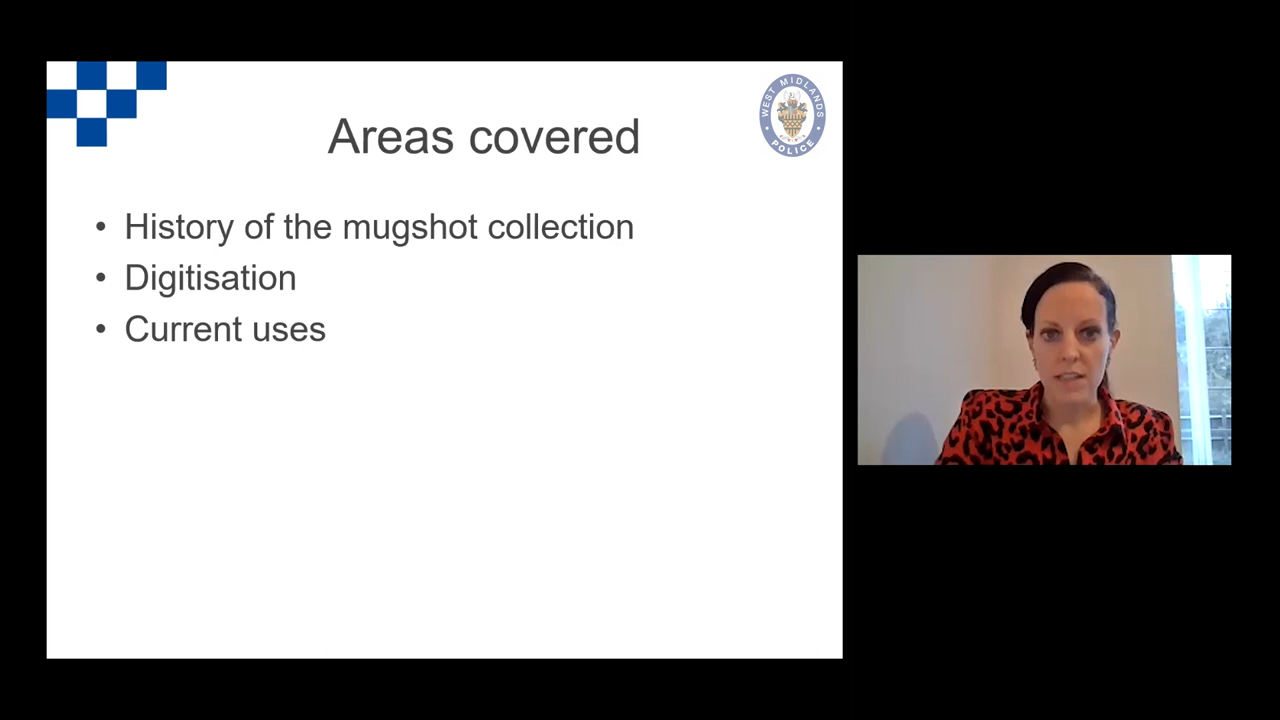 Areas covered
WEST MIDLANDS
POLICE
• History of the mugshot collection
• Digitisation
• Current uses